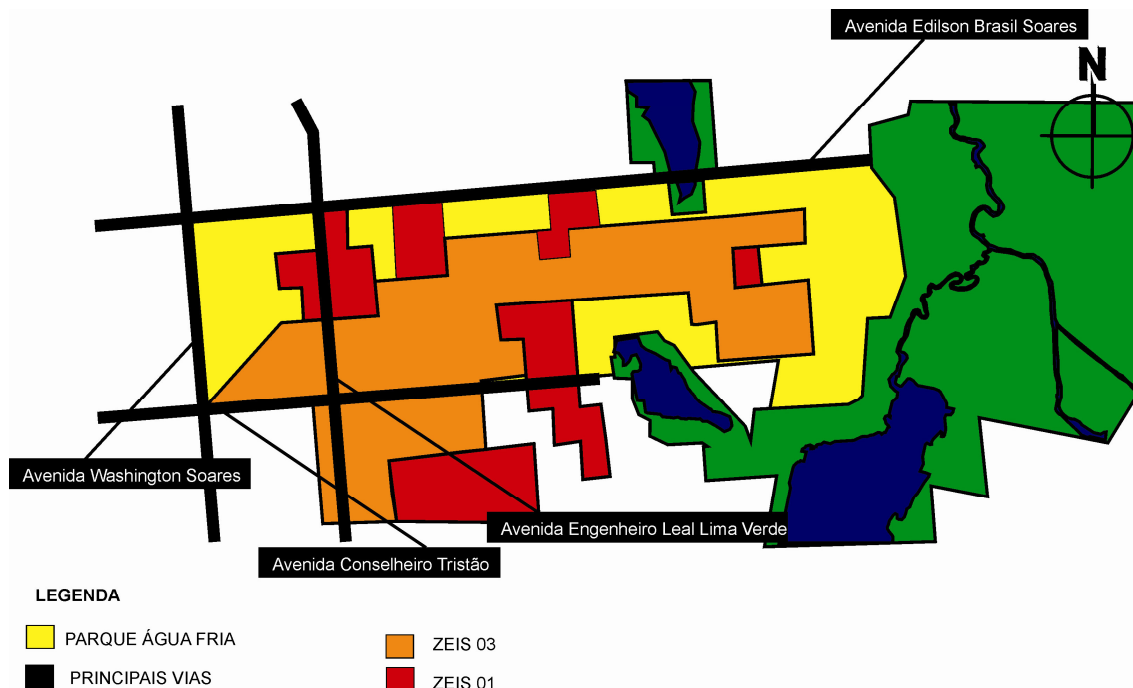 Avenida Edilson Brasil Soares
N
Avenida Washington Soares
Avenida Engenheiro Leal Lima Verde
Avenida Conselheiro Tristão
LEGENDA
PARQUE ÁGUA FRIA
ZEIS 03
PRINCIPAIS VIAS
ZEIS 01